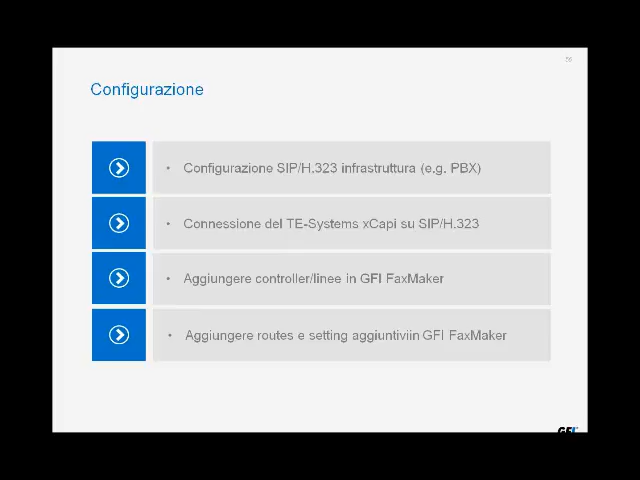 Configurazione
• Configurazione SIP/H.323 infrastruttura (e.g. PBX)
• Connessione del TE-Systems xCapi su SIP/H.323
• Aggiungere controller/linee in GFI FaxMaker
• Aggiungere routes e setting aggiuntiviin GFI FaxMaker
GFI